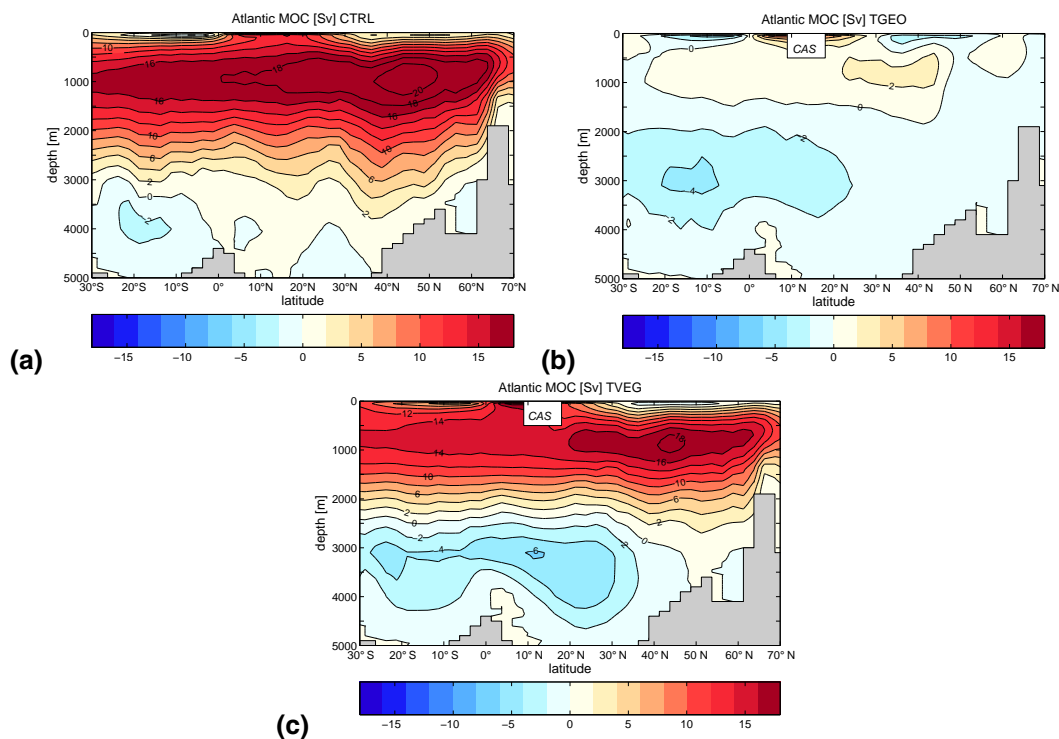 Atlantic MOC [Sv] CTRL
0
1000
2000
3000
4000
5000
depth [m]
10
16
18
20
18
16
16
10
10
6
6
2
0
2
-2
30° S
20° S
10° S
0°
10° N
20° N
30° N
40° N
50° N
60° N
70° N
latitude
−15
−10
−5
0
5
10
15
(a)
Atlantic MOC [Sv] TGEO
0
1000
2000
3000
4000
5000
depth [m]
0
CAS
2
0
-2
-4
-2
30° S
20° S
10° S
0°
10 N
20 N
30 N
40 N
50 N
60 N
70 N
latitude
−15
−10
−5
0
5
10
15
(b)
Atlantic MOC [Sv] TVEG
0
1000
2000
3000
4000
5000
depth [m]
12
14
CAS
14
18
16
10
10
6
6
2
2
0
0
-2
-4
-6
-2
30° S
20° S
10° S
0°
10° N
20° N
30° N
40° N
50° N
60° N
70° N
latitude
−15
−10
−5
0
5
10
15
(c)